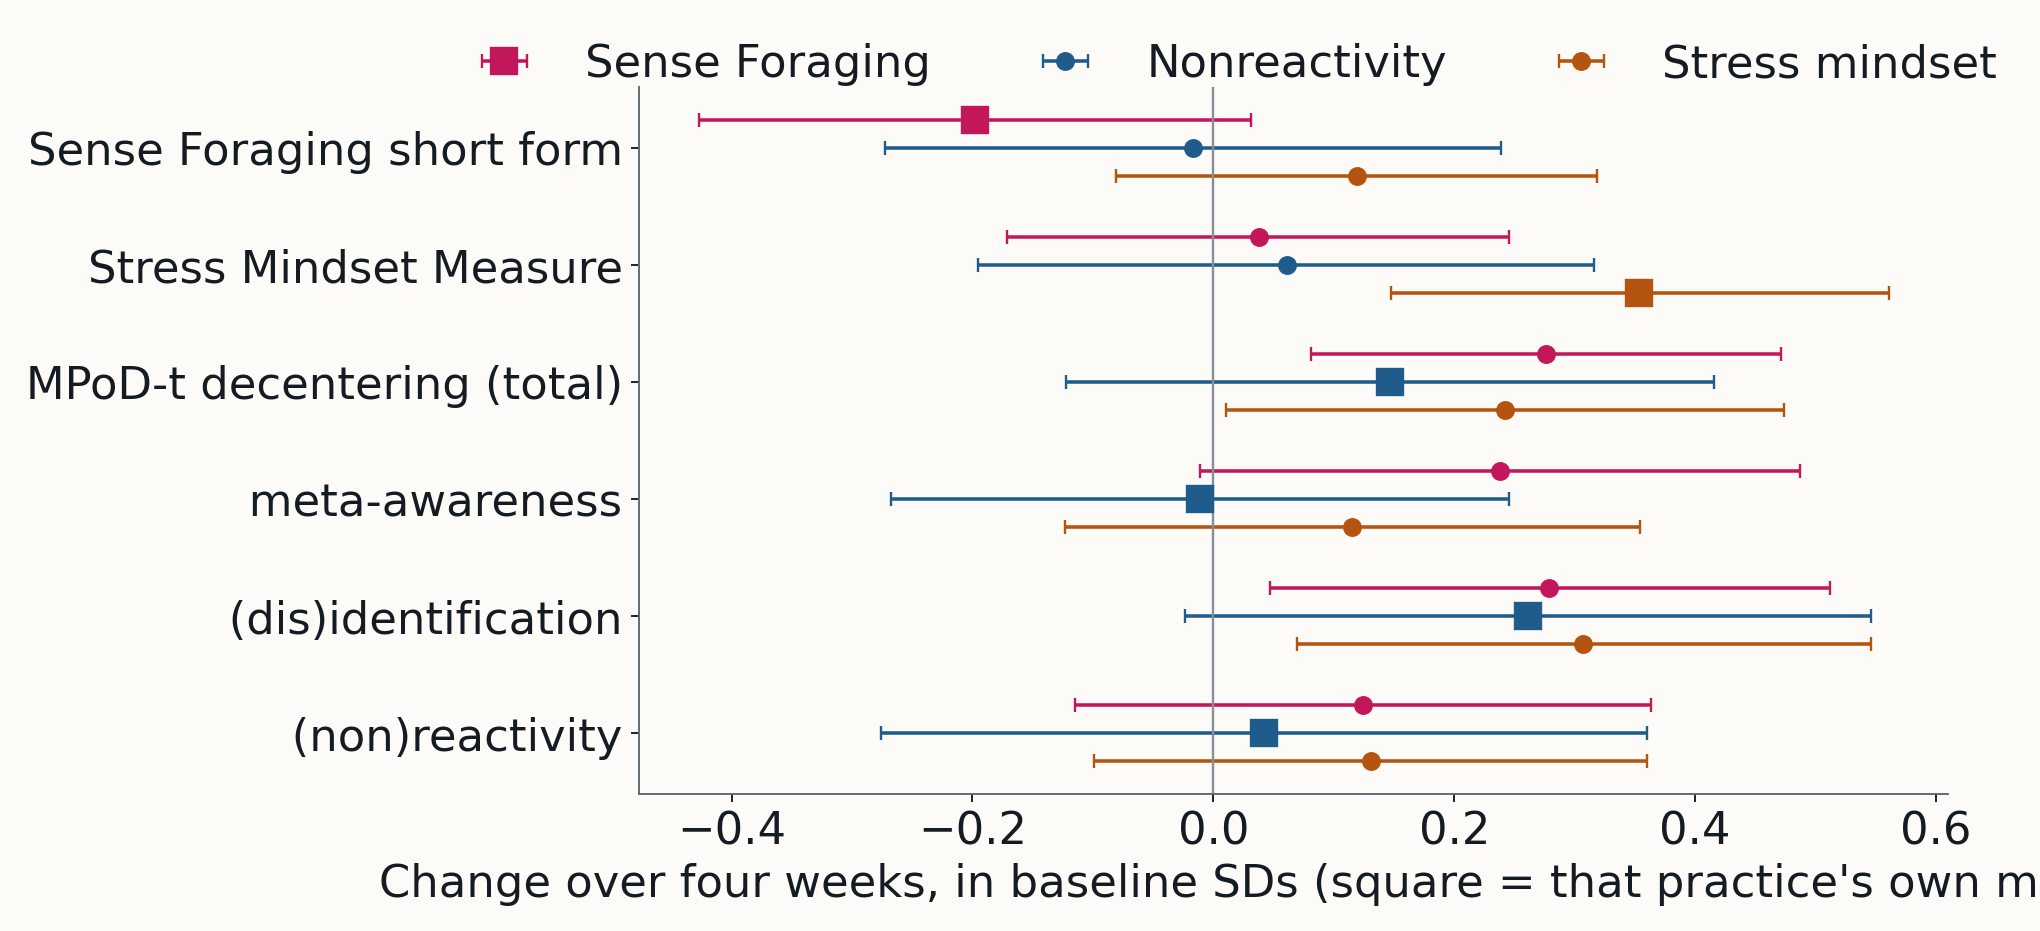 Sense Foraging Nonreactivity Stress mindset
Sense Foraging short form
Stress Mindset Measure
MPoD-t decentering (total)
meta-awareness
(dis)identification
(non)reactivity
−0.4 −0.2 0.0 0.2 0.4 0.6
Change over four weeks, in baseline SDs (square = that practice's own m